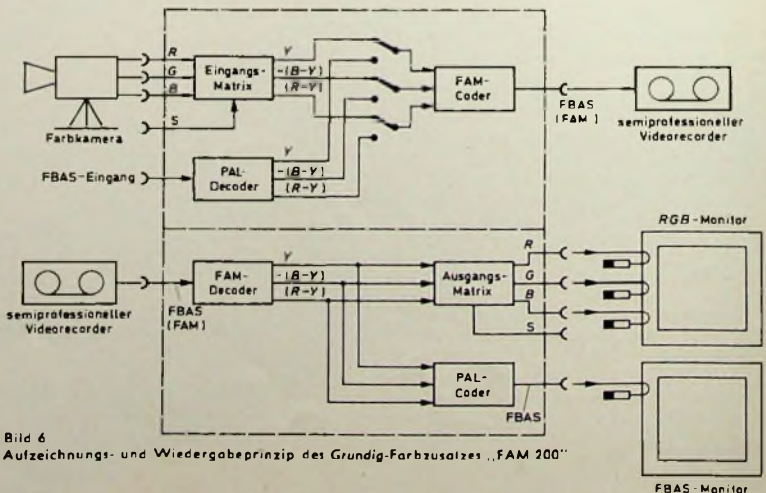 R
G
B
S
Farbkamera
Eingangs-
Matrix
Y
-(B-Y)
(R-Y)
FAM-
Coder
FBAS
(FAM)
semiprofessioneller
Videorecorder
FBAS-Eingang
PAL-
Decoder
Y
-(B-Y)
(R-Y)
semiprofessioneller
Videorecorder
FBAS
(FAM)
FAM-
Decoder
Y
-(B-Y)
(R-Y)
Ausgangs-
Matrix
R
G
B
S
RGB-Monitor
PAL-
Coder
FBAS
FBAS-Monitor
Bild 6
Aufzeichnungs- und Wiedergabeprinzip des Grundig-Farbzusatzes „FAM 200"